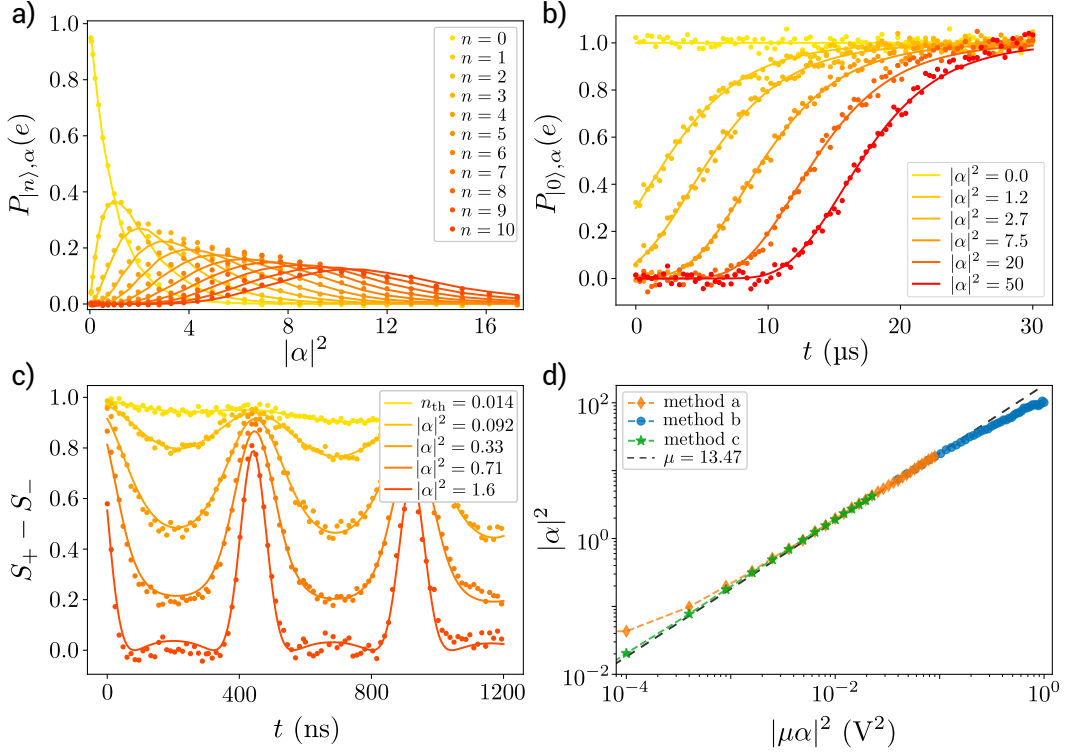 a)
1.0
0.8
0.6
0.4
0.2
0.0
P|n⟩,α(e)
0
4
8
12
16
|α|²
n = 0
n = 1
n = 2
n = 3
n = 4
n = 5
n = 6
n = 7
n = 8
n = 9
n = 10
b)
1.0
0.8
0.6
0.4
0.2
0.0
P|0⟩,α(e)
0
10
20
30
t (µs)
|α|² = 0.0
|α|² = 1.2
|α|² = 2.7
|α|² = 7.5
|α|² = 20
|α|² = 50
c)
1.0
0.8
0.6
0.4
0.2
0.0
S₊ − S₋
0
400
800
1200
t (ns)
nth = 0.014
|α|² = 0.092
|α|² = 0.33
|α|² = 0.71
|α|² = 1.6
d)
10²
10⁰
10⁻²
|α|²
10⁻⁴
10⁻²
10⁰
|μα|² (V²)
method a
method b
method c
μ = 13.47